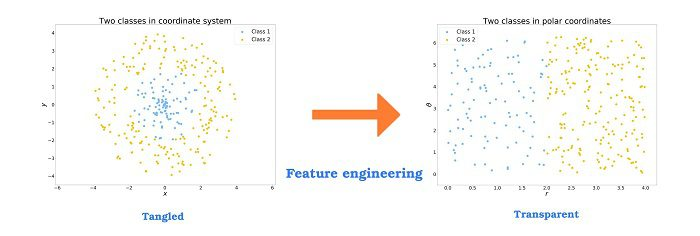 Two classes in coordinate system
Class 1
Class 2
4
3
2
1
0
−1
−2
−3
−4
y
−6
−4
−2
0
2
4
6
x
Tangled
Feature engineering
Two classes in polar coordinates
Class 1
Class 2
6
5
4
3
2
1
0
θ
0.0
0.5
1.0
1.5
2.0
2.5
3.0
3.5
4.0
r
Transparent